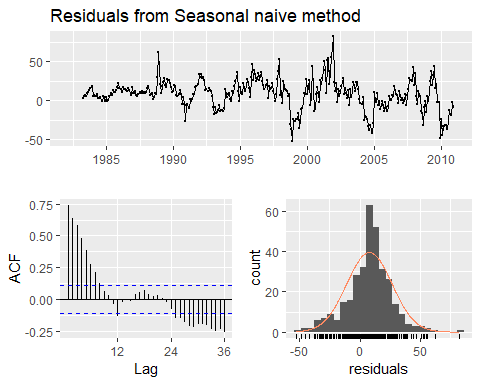 Residuals from Seasonal naive method
50
0
-50
1985 1990 1995 2000 2005 2010
0.75
0.50
0.25
0.00
-0.25
ACF
12 24 36
Lag
60
40
20
0
count
-50 0 50
residuals